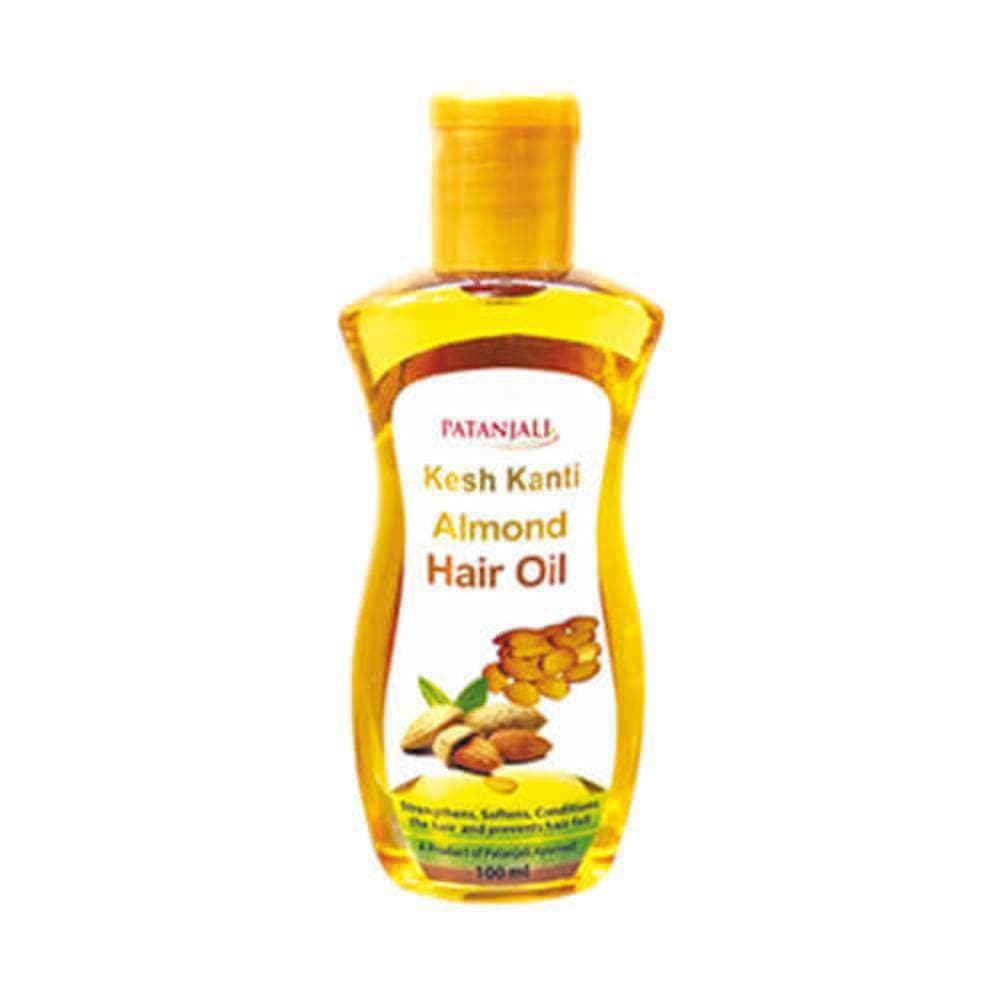 PATANJALI
Kesh Kanti
Almond
Hair Oil
Strengthens, Softens, Conditions
the hair and prevents hair fall
A Product of Patanjali Ayurved
100 ml